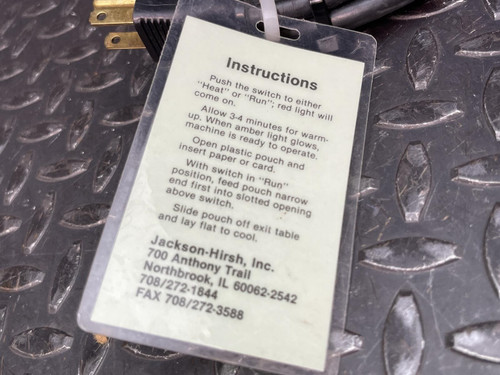 Instructions
Push the switch to either
"Heat" or "Run"; red light will
come on.
Allow 3-4 minutes for warm-
up. When amber light glows,
machine is ready to operate.
Open plastic pouch and
insert paper or card.
With switch in "Run"
position, feed pouch narrow
end first into slotted opening
above switch.
Slide pouch off exit table
and lay flat to cool.
Jackson-Hirsh, Inc.
700 Anthony Trail
Northbrook, IL 60062-2542
708/272-1844
FAX 708/272-3588